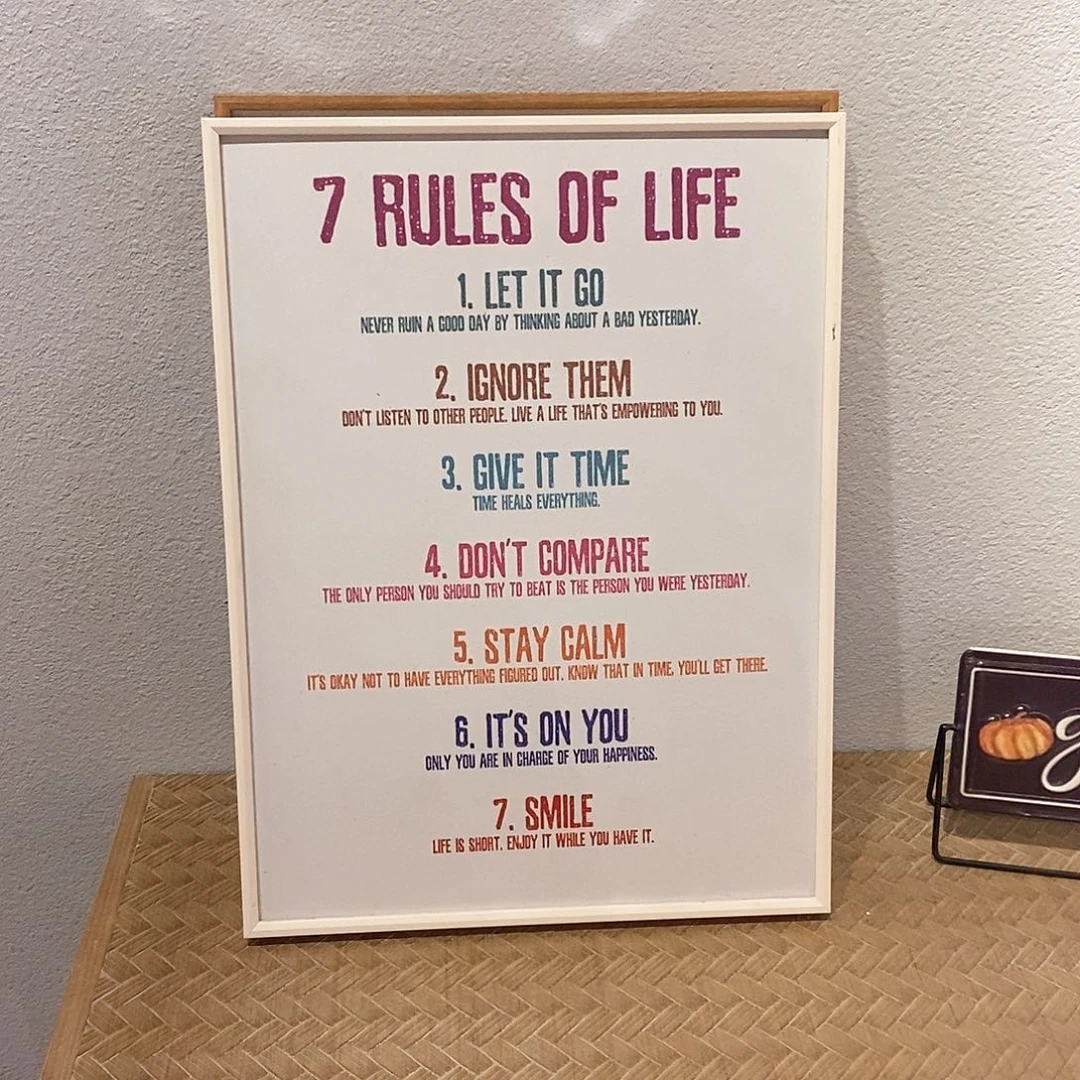 7 RULES OF LIFE
1. LET IT GO
NEVER RUIN A GOOD DAY BY THINKING ABOUT A BAD YESTERDAY.
2. IGNORE THEM
DON'T LISTEN TO OTHER PEOPLE. LIVE A LIFE THAT'S EMPOWERING TO YOU.
3. GIVE IT TIME
TIME HEALS EVERYTHING.
4. DON'T COMPARE
THE ONLY PERSON YOU SHOULD TRY TO BEAT IS THE PERSON YOU WERE YESTERDAY.
5. STAY CALM
IT'S OKAY NOT TO HAVE EVERYTHING FIGURED OUT. KNOW THAT IN TIME, YOU'LL GET THERE.
6. IT'S ON YOU
ONLY YOU ARE IN CHARGE OF YOUR HAPPINESS.
7. SMILE
LIFE IS SHORT. ENJOY IT WHILE YOU HAVE IT.